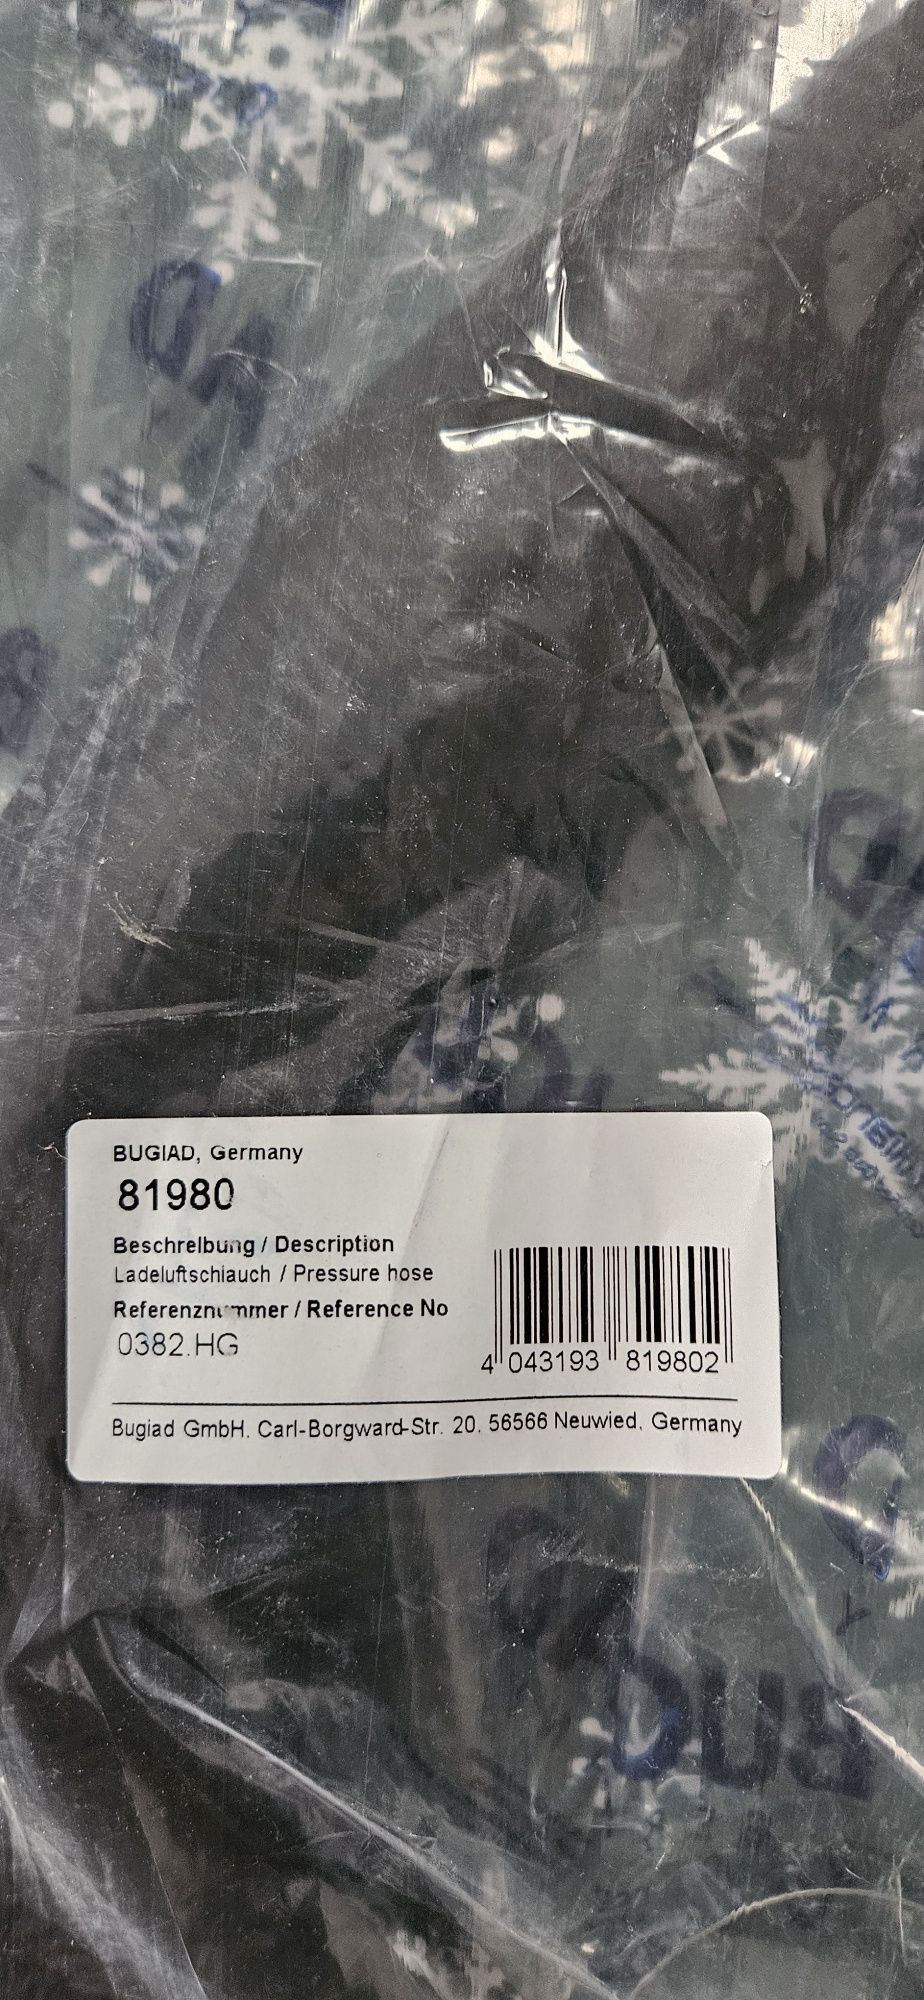 BUGIAD, Germany
81980
Beschreibung / Description
Ladeluftschlauch / Pressure hose
Referenznummer / Reference No
0382.HG
4 043193 819802
Bugiad GmbH. Carl-Borgward-Str. 20. 56566 Neuwied. Germany